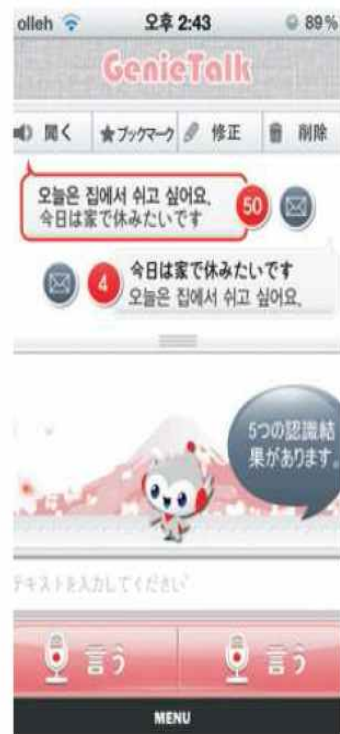 olleh 오후 2:43 89%
GenieTalk
聞く ★ブックマーク 修正 削除
오늘은 집에서 쉬고 싶어요.
今日は家で休みたいです
50
4
今日は家で休みたいです
오늘은 집에서 쉬고 싶어요.
5つの認識結
果があります。
テキストを入力してください
言う 言う
MENU